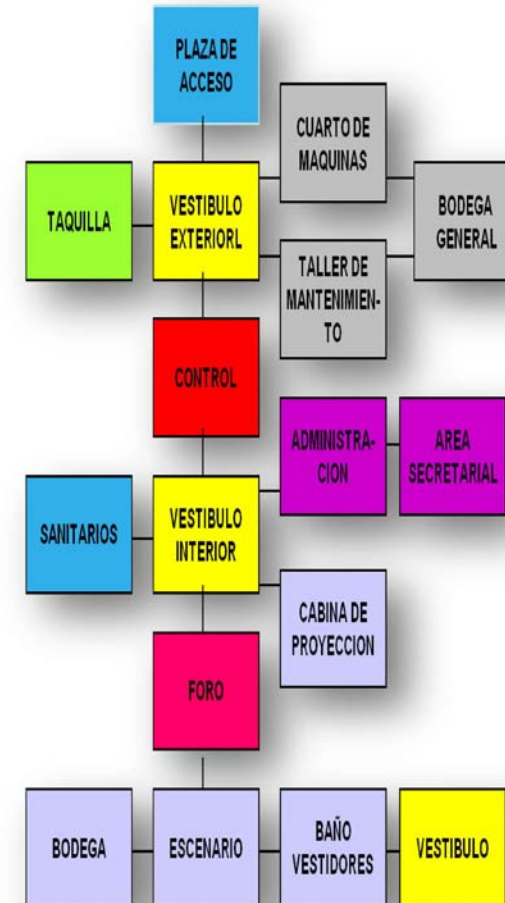 PLAZA DE
ACCESO
CUARTO DE
MAQUINAS
TAQUILLA
VESTIBULO
EXTERIORL
BODEGA
GENERAL
TALLER DE
MANTENIMIEN-
TO
CONTROL
ADMINISTRA-
CION
AREA
SECRETARIAL
SANITARIOS
VESTIBULO
INTERIOR
CABINA DE
PROYECCION
FORO
BODEGA
ESCENARIO
BAÑO
VESTIDORES
VESTIBULO